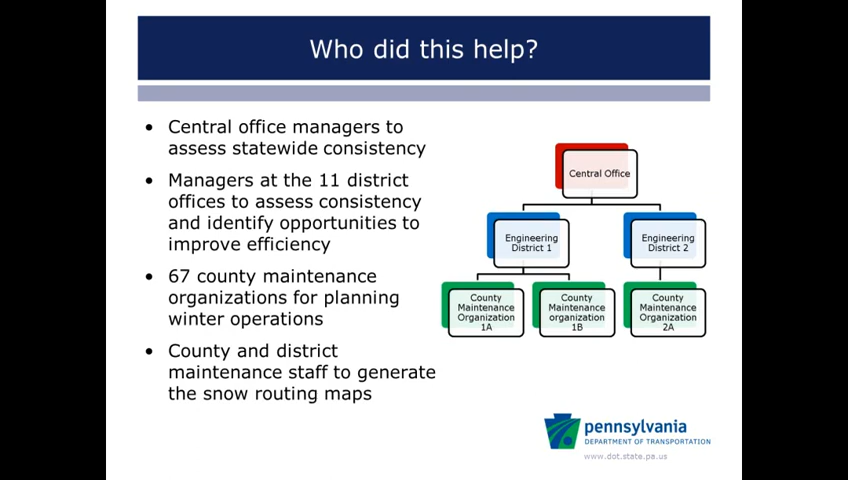 Who did this help?
• Central office managers to
assess statewide consistency
• Managers at the 11 district
offices to assess consistency
and identify opportunities to
improve efficiency
• 67 county maintenance
organizations for planning
winter operations
• County and district
maintenance staff to generate
the snow routing maps
Central Office
Engineering
District 1
Engineering
District 2
County
Maintenance
Organization
1A
County
Maintenance
organization
1B
County
Maintenance
Organization
2A
pennsylvania
DEPARTMENT OF TRANSPORTATION
www.dot.state.pa.us